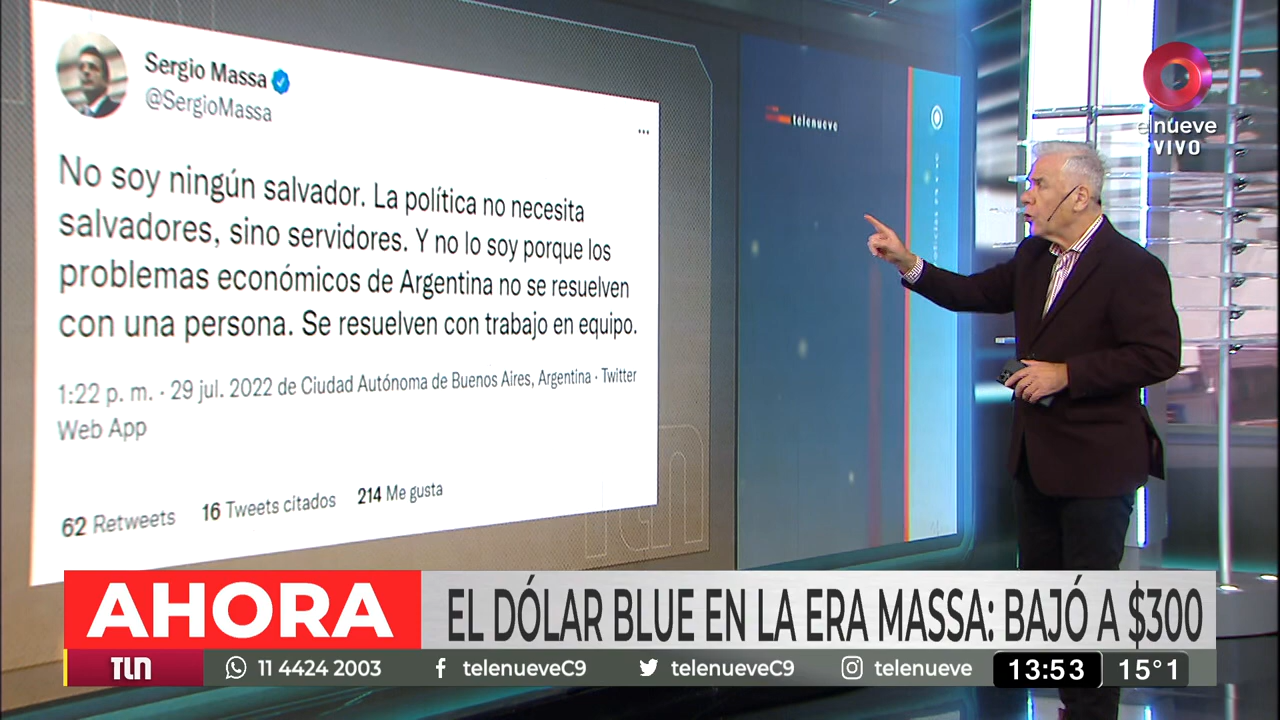 Sergio Massa
@SergioMassa
No soy ningún salvador. La política no necesita
salvadores, sino servidores. Y no lo soy porque los
problemas económicos de Argentina no se resuelven
con una persona. Se resuelven con trabajo en equipo.
1:22 p. m. · 29 jul. 2022 de Ciudad Autónoma de Buenos Aires, Argentina · Twitter
Web App
62 Retweets 16 Tweets citados 214 Me gusta
telenueve
elnueve
VIVO
tln
AHORA
EL DÓLAR BLUE EN LA ERA MASSA: BAJÓ A $300
TLN
11 4424 2003
telenueveC9
telenueveC9
telenueve
13:53
15°1